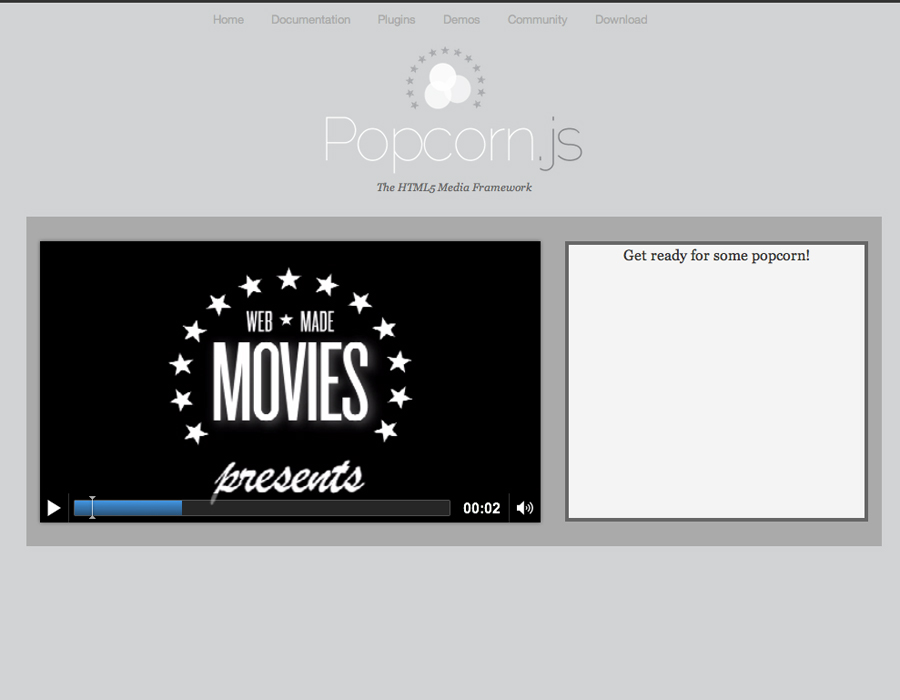 Home Documentation Plugins Demos Community Download
Popcorn.js
The HTML5 Media Framework
WEB ★ MADE
MOVIES
presents
00:02
Get ready for some popcorn!